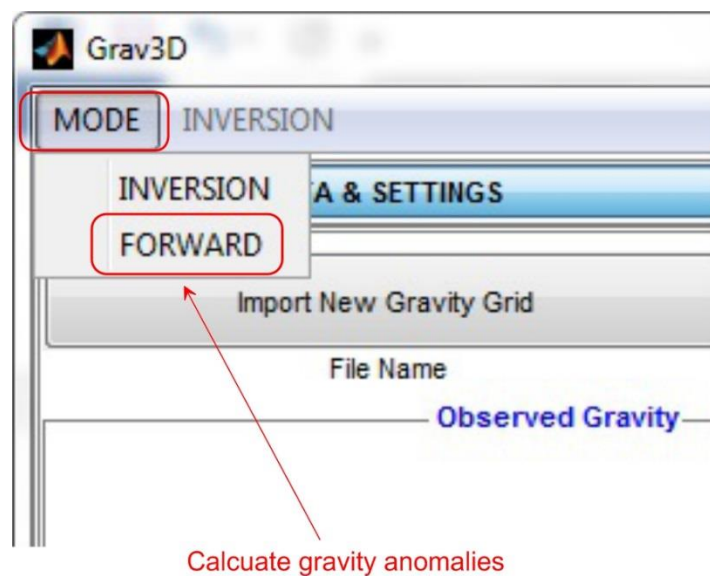 Grav3D
MODE INVERSION
INVERSION
A & SETTINGS
FORWARD
Import New Gravity Grid
File Name
Observed Gravity
Calcuate gravity anomalies